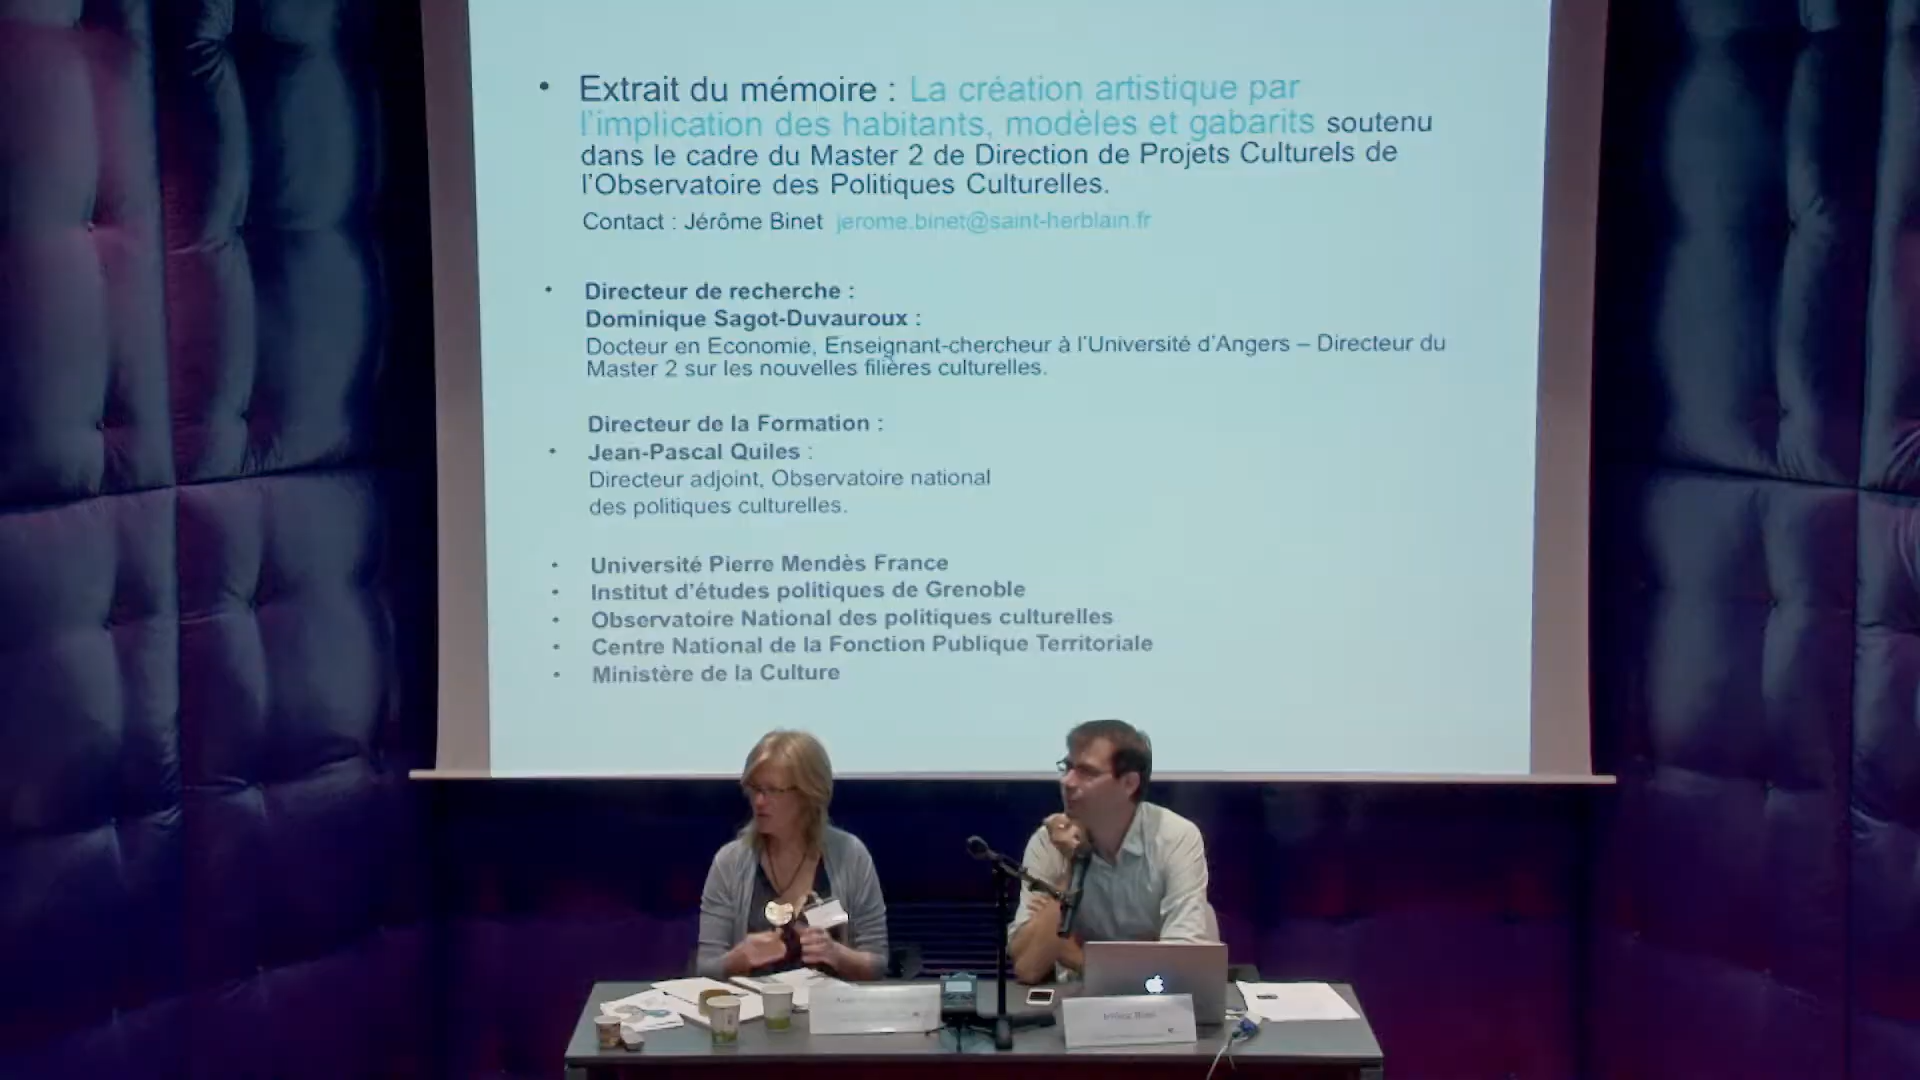 Extrait du mémoire : La création artistique par
l'implication des habitants, modèles et gabarits soutenu
dans le cadre du Master 2 de Direction de Projets Culturels de
l'Observatoire des Politiques Culturelles.
Contact : Jérôme Binet jerome.binet@saint-herblain.fr
Directeur de recherche :
Dominique Sagot-Duvauroux :
Docteur en Economie, Enseignant-chercheur à l'Université d'Angers – Directeur du
Master 2 sur les nouvelles filières culturelles.
Directeur de la Formation :
Jean-Pascal Quiles :
Directeur adjoint, Observatoire national
des politiques culturelles.
Université Pierre Mendès France
Institut d'études politiques de Grenoble
Observatoire National des politiques culturelles
Centre National de la Fonction Publique Territoriale
Ministère de la Culture
Jérôme Binet